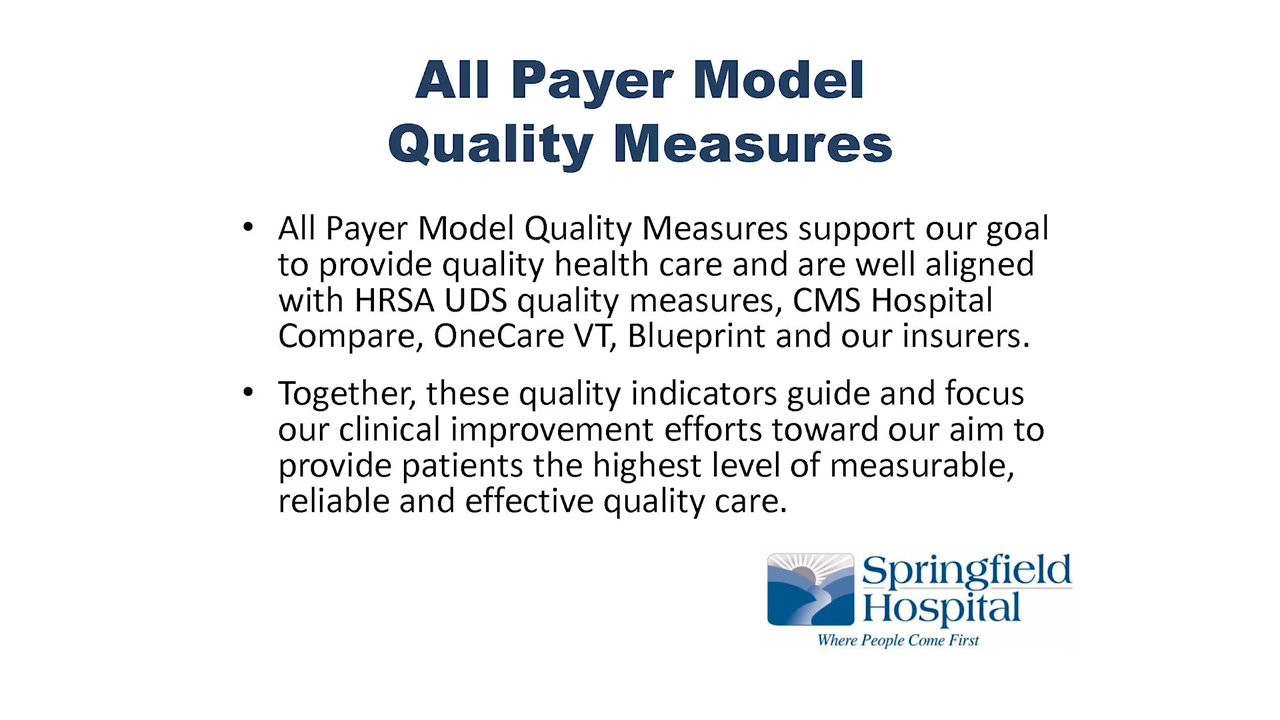 All Payer Model
Quality Measures
• All Payer Model Quality Measures support our goal
to provide quality health care and are well aligned
with HRSA UDS quality measures, CMS Hospital
Compare, OneCare VT, Blueprint and our insurers.
• Together, these quality indicators guide and focus
our clinical improvement efforts toward our aim to
provide patients the highest level of measurable,
reliable and effective quality care.
Springfield
Hospital
Where People Come First